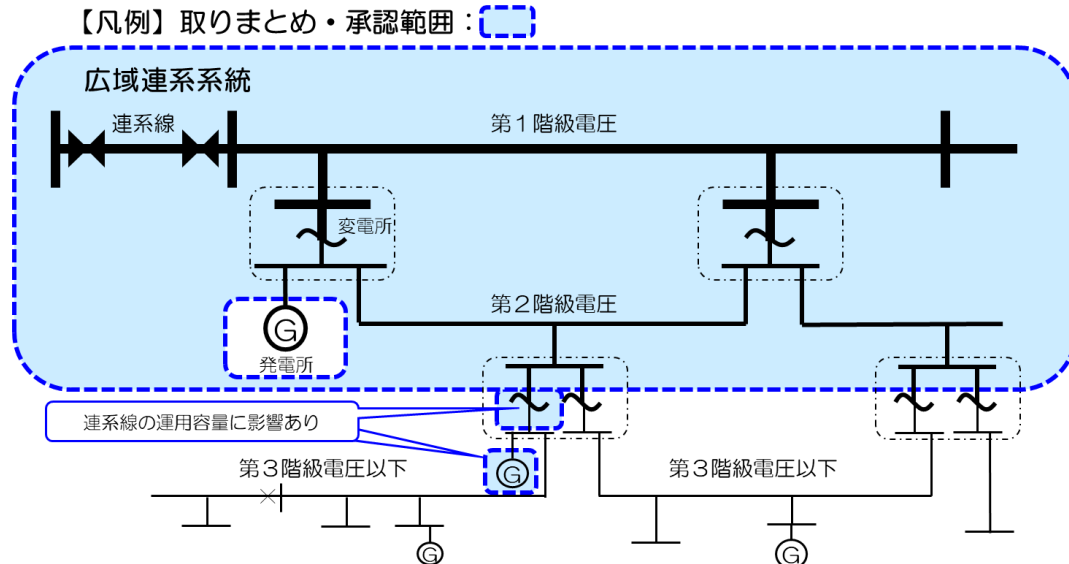 【凡例】取りまとめ・承認範囲：
広域連系系統
連系線
第１階級電圧
変電所
第２階級電圧
G
発電所
連系線の運用容量に影響あり
G
第３階級電圧以下
第３階級電圧以下
G
G